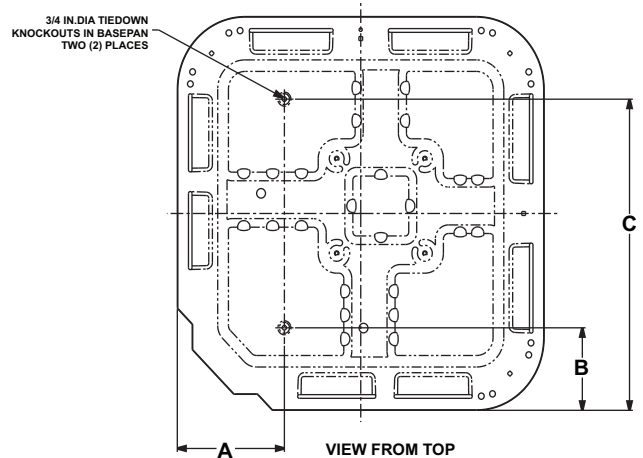 3/4 IN.DIA TIEDOWN
KNOCKOUTS IN BASEPAN
TWO (2) PLACES
C
B
A
VIEW FROM TOP